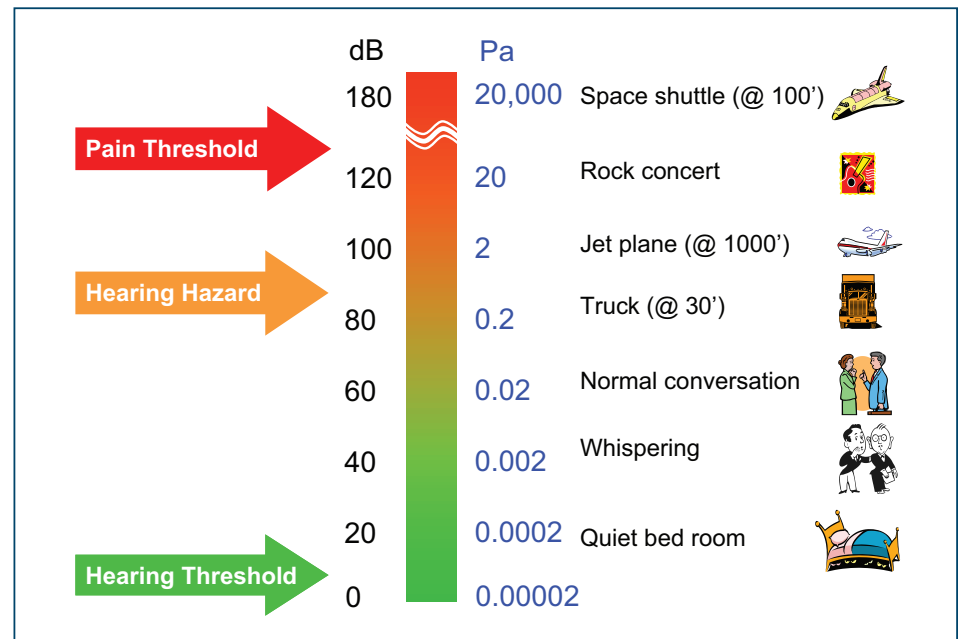 dB Pa
180 20,000 Space shuttle (@ 100’)
Pain Threshold
120 20 Rock concert
100 2 Jet plane (@ 1000’)
Hearing Hazard
80 0.2 Truck (@ 30’)
60 0.02 Normal conversation
40 0.002 Whispering
20 0.0002 Quiet bed room
Hearing Threshold
0 0.00002